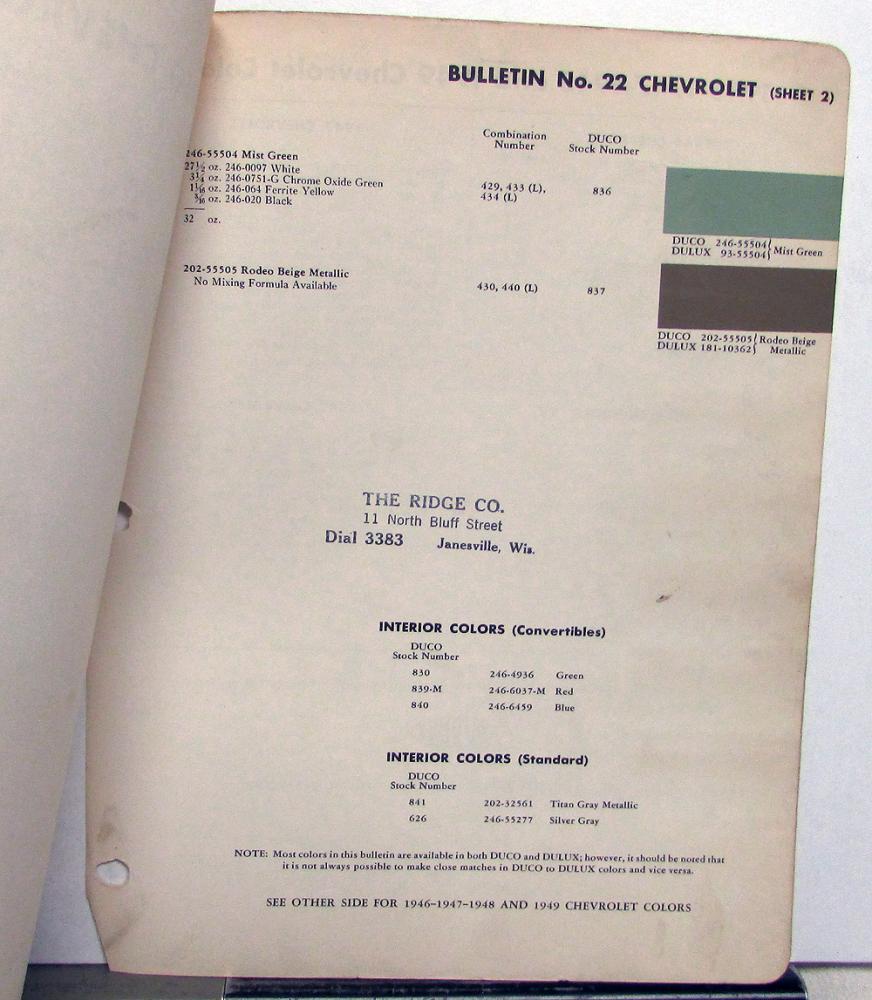 BULLETIN No. 22 CHEVROLET (SHEET 2)
Combination Number
DUCO Stock Number
246-55504 Mist Green
27½ oz. 246-0097 White
3¼ oz. 246-0751-G Chrome Oxide Green
1 1/16 oz. 246-064 Ferrite Yellow
3/16 oz. 246-020 Black
32 oz.
429, 433 (L),
434 (L)
836
DUCO 246-55504
DULUX 93-55504
Mist Green
202-55505 Rodeo Beige Metallic
No Mixing Formula Available
430, 440 (L)
837
DUCO 202-55505 Rodeo Beige
DULUX 181-10362 Metallic
THE RIDGE CO.
11 North Bluff Street
Dial 3383 Janesville, Wis.
INTERIOR COLORS (Convertibles)
DUCO
Stock Number
830 246-4936 Green
839-M 246-6037-M Red
840 246-6459 Blue
INTERIOR COLORS (Standard)
DUCO
Stock Number
841 202-32561 Titan Gray Metallic
626 246-55277 Silver Gray
NOTE: Most colors in this bulletin are available in both DUCO and DULUX; however, it should be noted that
it is not always possible to make close matches in DUCO to DULUX colors and vice versa.
SEE OTHER SIDE FOR 1946-1947-1948 AND 1949 CHEVROLET COLORS